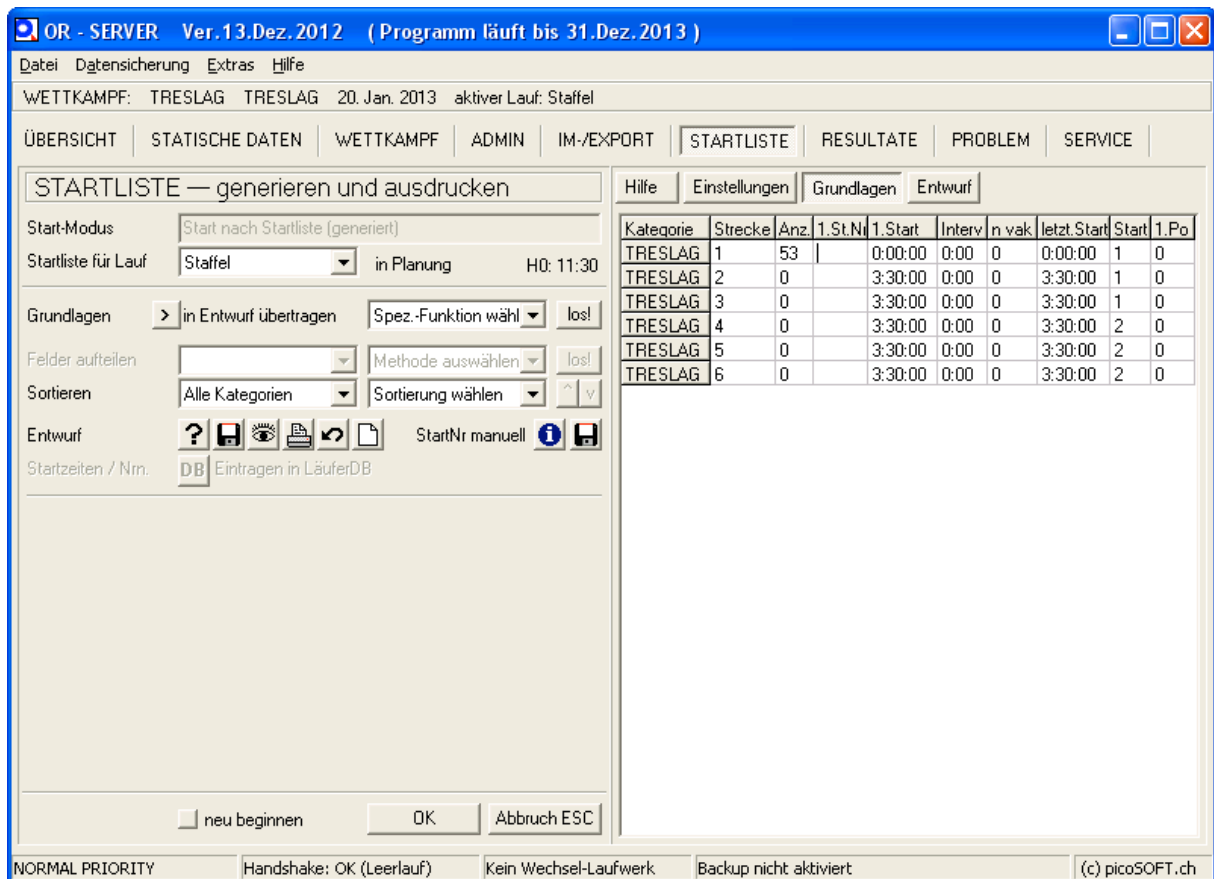 OR - SERVER Ver.13.Dez.2012 ( Programm läuft bis 31.Dez.2013 )
Datei Datensicherung Extras Hilfe
WETTKAMPF: TRESLAG TRESLAG 20. Jan. 2013 aktiver Lauf: Staffel
ÜBERSICHT STATISCHE DATEN WETTKAMPF ADMIN IM-/EXPORT STARTLISTE RESULTATE PROBLEM SERVICE
STARTLISTE — generieren und ausdrucken
Start-Modus Start nach Startliste (generiert)
Startliste für Lauf Staffel in Planung H0: 11:30
Grundlagen > in Entwurf übertragen Spez.-Funktion wähl los!
Felder aufteilen Methode auswählen los!
Sortieren Alle Kategorien Sortierung wählen ^ v
Entwurf ? StartNr manuell i
Startzeiten / Nrn. DB Eintragen in LäuferDB
neu beginnen OK Abbruch ESC
Hilfe Einstellungen Grundlagen Entwurf
Kategorie Strecke Anz. 1.St.Nr 1.Start Interv n vak letzt.Start Start 1.Po
TRESLAG 1 53 0:00:00 0:00 0 0:00:00 1 0
TRESLAG 2 0 3:30:00 0:00 0 3:30:00 1 0
TRESLAG 3 0 3:30:00 0:00 0 3:30:00 1 0
TRESLAG 4 0 3:30:00 0:00 0 3:30:00 2 0
TRESLAG 5 0 3:30:00 0:00 0 3:30:00 2 0
TRESLAG 6 0 3:30:00 0:00 0 3:30:00 2 0
NORMAL PRIORITY Handshake: OK (Leerlauf) Kein Wechsel-Laufwerk Backup nicht aktiviert (c) picoSOFT.ch